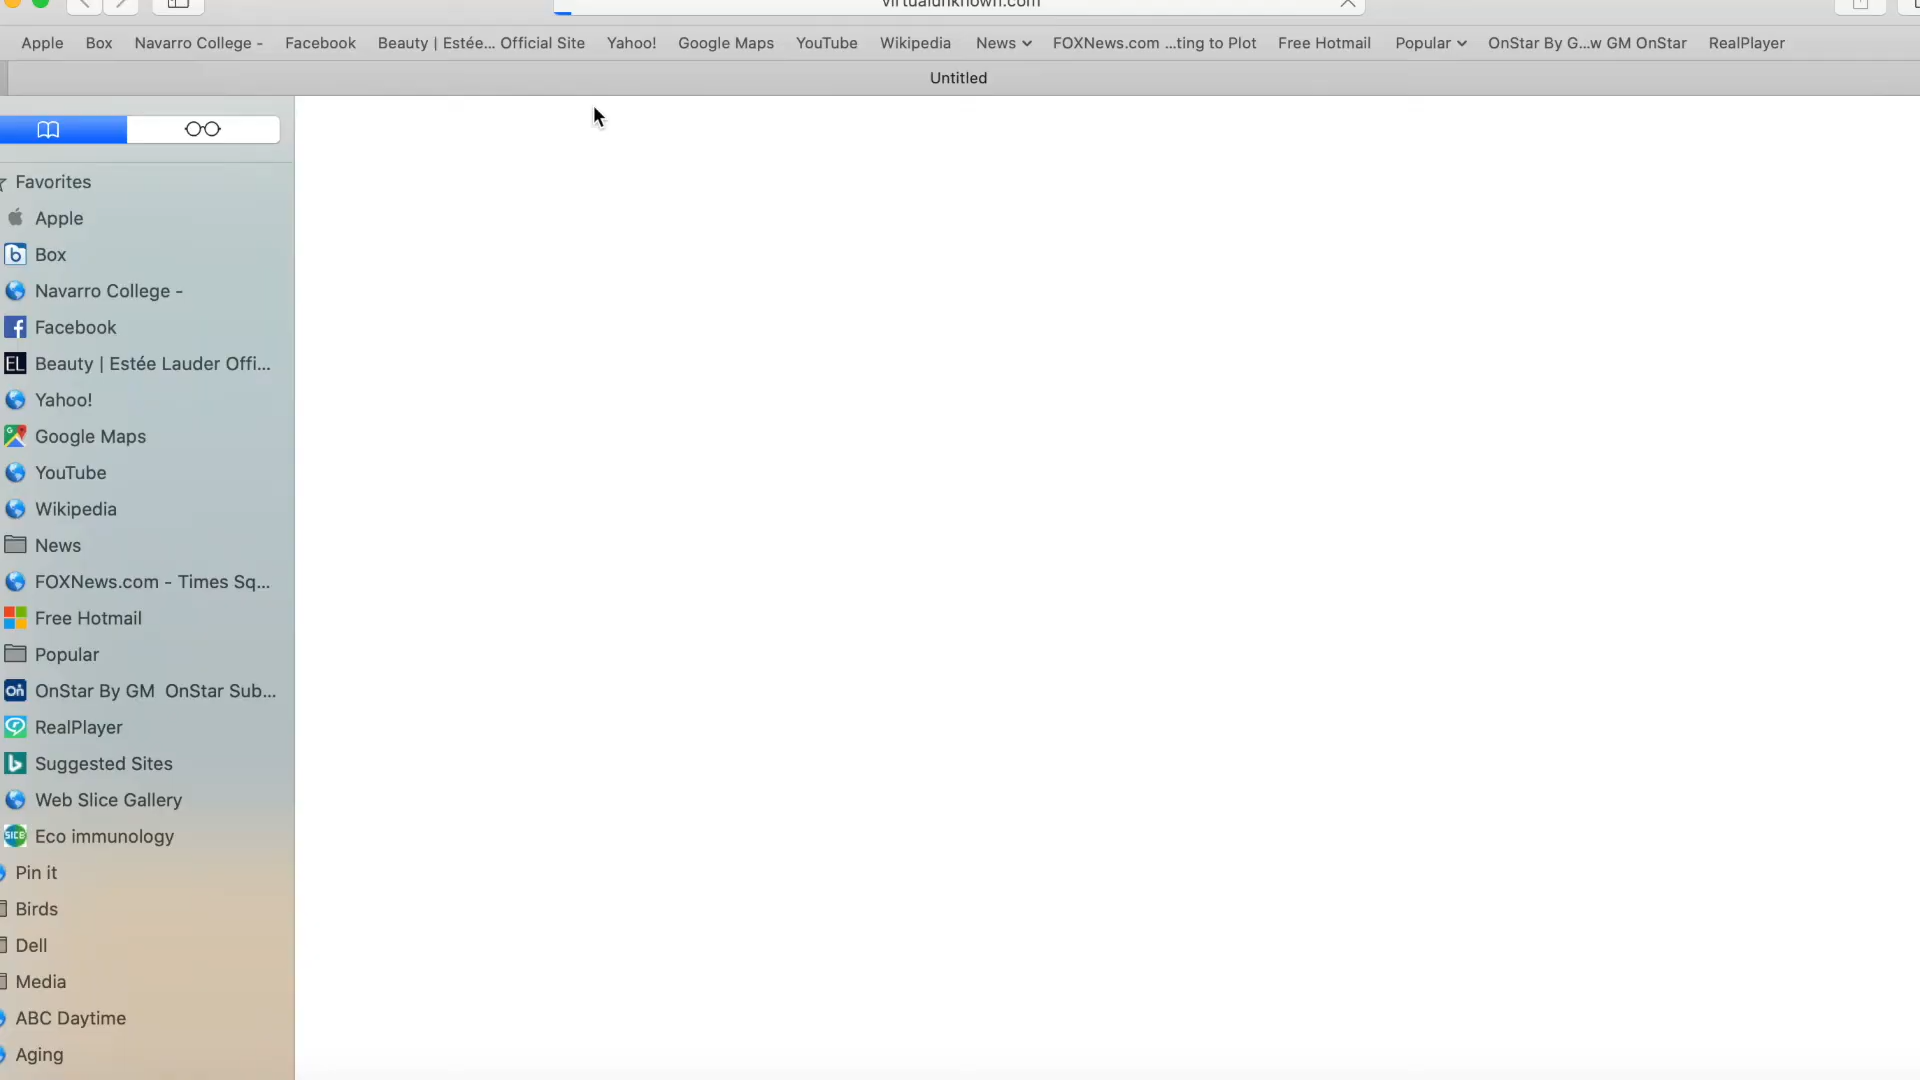 virtualunknown.com
Apple Box Navarro College - Facebook Beauty | Estée... Official Site Yahoo! Google Maps YouTube Wikipedia News FOXNews.com ...ting to Plot Free Hotmail Popular OnStar By G...w GM OnStar RealPlayer
Untitled
Favorites
Apple
b Box
Navarro College -
f Facebook
EL Beauty | Estée Lauder Offi...
Yahoo!
Google Maps
YouTube
Wikipedia
News
FOXNews.com - Times Sq...
Free Hotmail
Popular
On OnStar By GM OnStar Sub...
RealPlayer
b Suggested Sites
Web Slice Gallery
SICB Eco immunology
Pin it
Birds
Dell
Media
ABC Daytime
Aging